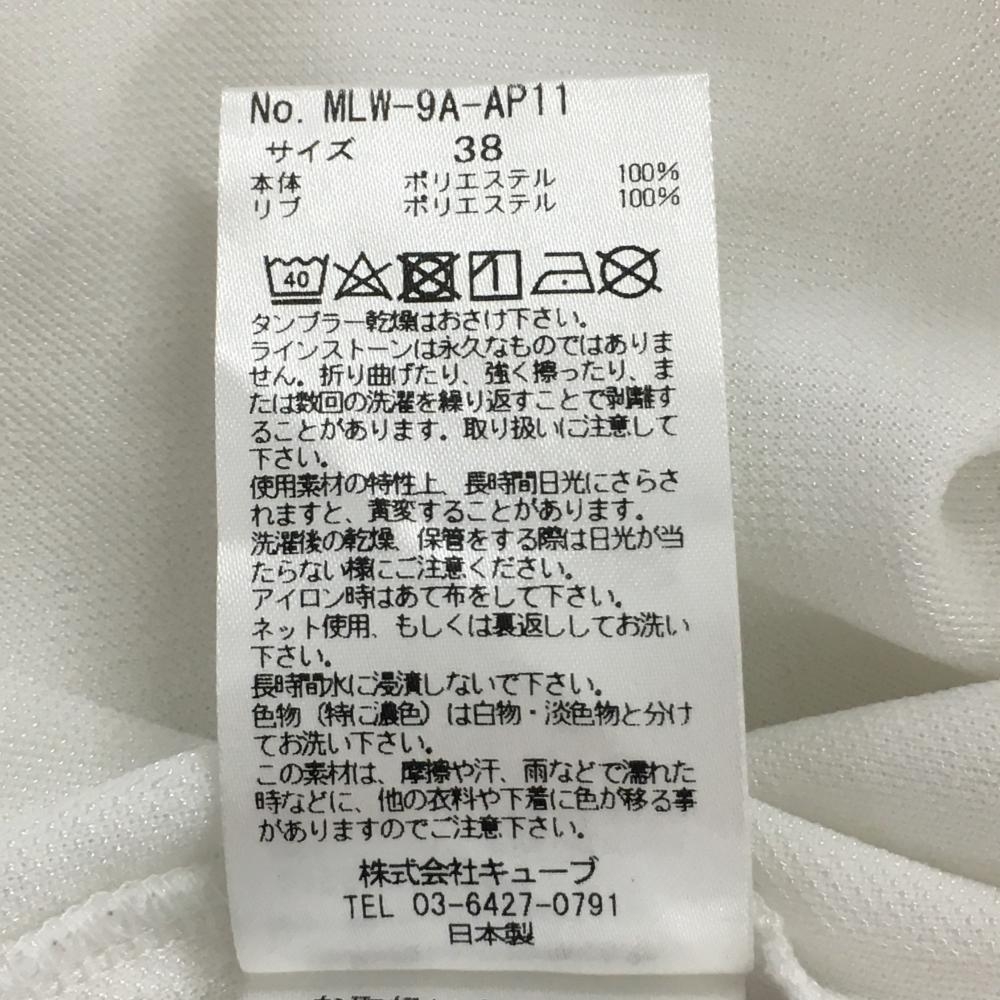 No. MLW-9A-AP11
サイズ 38
本体 ポリエステル 100%
リブ ポリエステル 100%
40
タンブラー乾燥はおさけ下さい。
ラインストーンは永久なものではありま
せん。折り曲げたり、強く擦ったり、ま
たは数回の洗濯を繰り返すことで剥離す
ることがあります。取り扱いにご注意して
下さい。
使用素材の特性上、長時間日光にさらさ
れますと、黄変することがあります。
洗濯後の乾燥、保管をする際は日光が当
たらない様にご注意ください。
アイロン時はあて布をして下さい。
ネット使用、もしくは裏返ししてお洗い
下さい。
長時間水に浸漬しないで下さい。
色物（特に濃色）は白物・淡色物と分け
てお洗い下さい。
この素材は、摩擦や汗、雨などで濡れた
時などに、他の衣料や下着に色が移る事
がありますのでご注意下さい。
株式会社キューブ
TEL 03-6427-0791
日本製